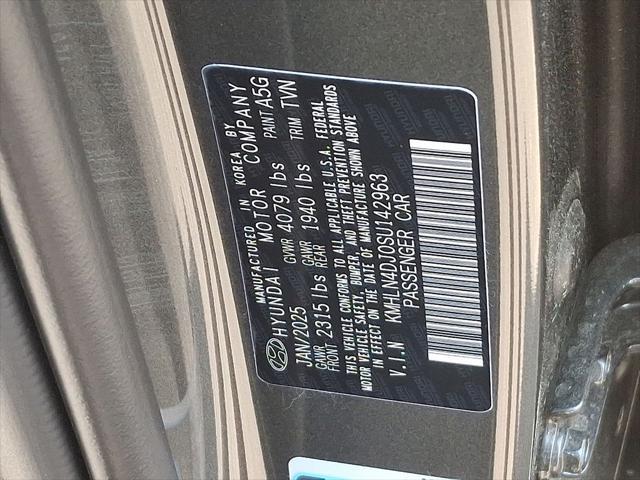 MANUFACTURED IN KOREA BY
HYUNDAI MOTOR COMPANY
JAN/2025 GVWR 4079 lbs PAINT A5G
GAWR FRONT 2315 lbs GAWR REAR 1940 lbs TRIM TVN
THIS VEHICLE CONFORMS TO ALL APPLICABLE U.S.A. FEDERAL
MOTOR VEHICLE SAFETY, BUMPER, AND THEFT PREVENTION STANDARDS
IN EFFECT ON THE DATE OF MANUFACTURE SHOWN ABOVE
V.I.N KMHLN4DJ0SU142963
PASSENGER CAR